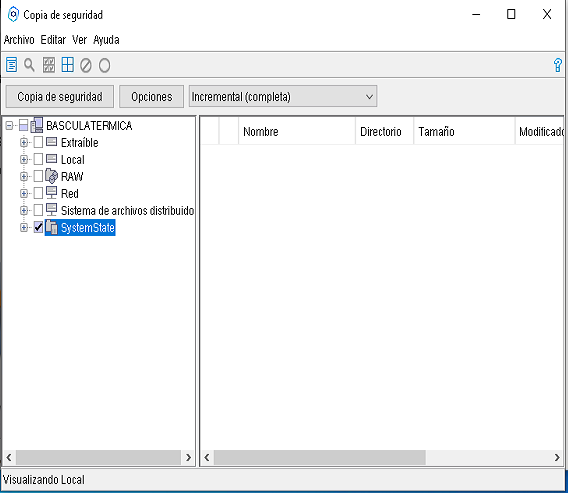 Copia de seguridad
Archivo Editar Ver Ayuda
Copia de seguridad Opciones Incremental (completa)
BASCULATERMICA
Extraíble
Local
RAW
Red
Sistema de archivos distribuido
SystemState
Nombre Directorio Tamaño Modificado
Visualizando Local